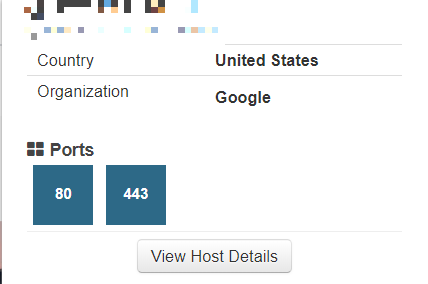 Country United States
Organization Google
Ports
80 443
View Host Details